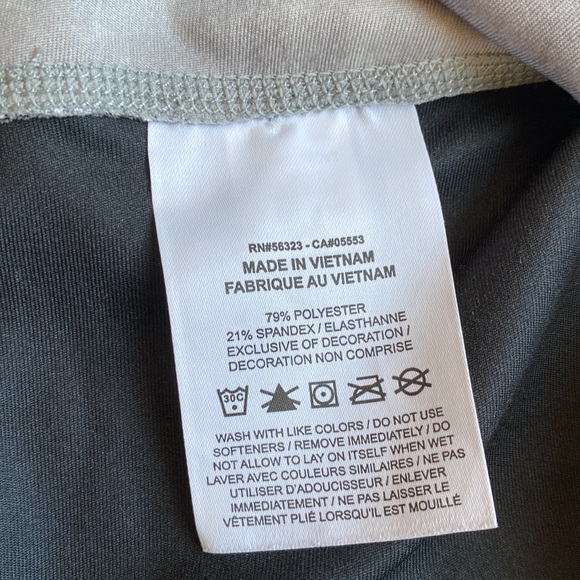 RN#56323 - CA#05553
MADE IN VIETNAM
FABRIQUE AU VIETNAM
79% POLYESTER
21% SPANDEX / ELASTHANNE
EXCLUSIVE OF DECORATION /
DECORATION NON COMPRISE
30C
WASH WITH LIKE COLORS / DO NOT USE
SOFTENERS / REMOVE IMMEDIATELY / DO
NOT ALLOW TO LAY ON ITSELF WHEN WET
LAVER AVEC COULEURS SIMILAIRES / NE PAS
UTILISER D'ADOUCISSEUR / ENLEVER
IMMÉDIATEMENT / NE PAS LAISSER LE
VÊTEMENT PLIÉ LORSQU'IL EST MOUILLÉ